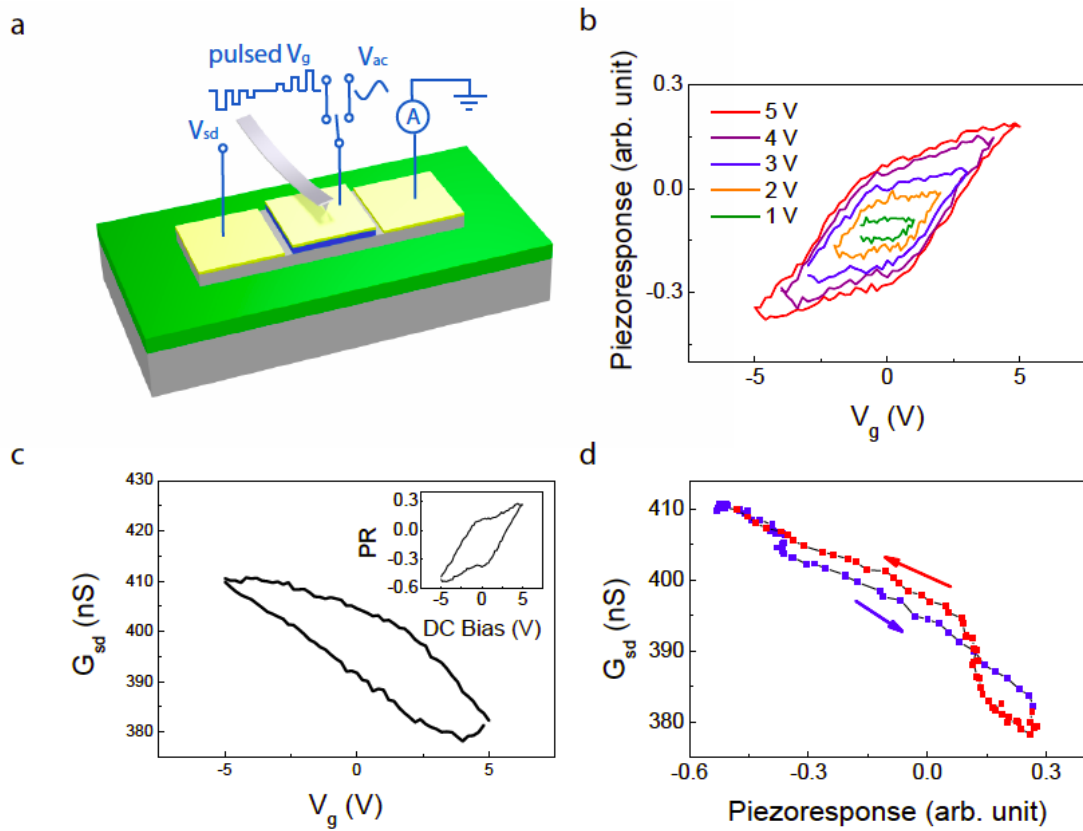 a
pulsed Vg
Vac
A
Vsd
b
Piezoresponse (arb. unit)
0.3
0.0
-0.3
5 V
4 V
3 V
2 V
1 V
-5 0 5
Vg (V)
c
Gsd (nS)
430
420
410
400
390
380
-5 0 5
Vg (V)
PR
0.3
0.0
-0.3
-0.6
-5 0 5
DC Bias (V)
d
Gsd (nS)
410
400
390
380
-0.6 -0.3 0.0 0.3
Piezoresponse (arb. unit)